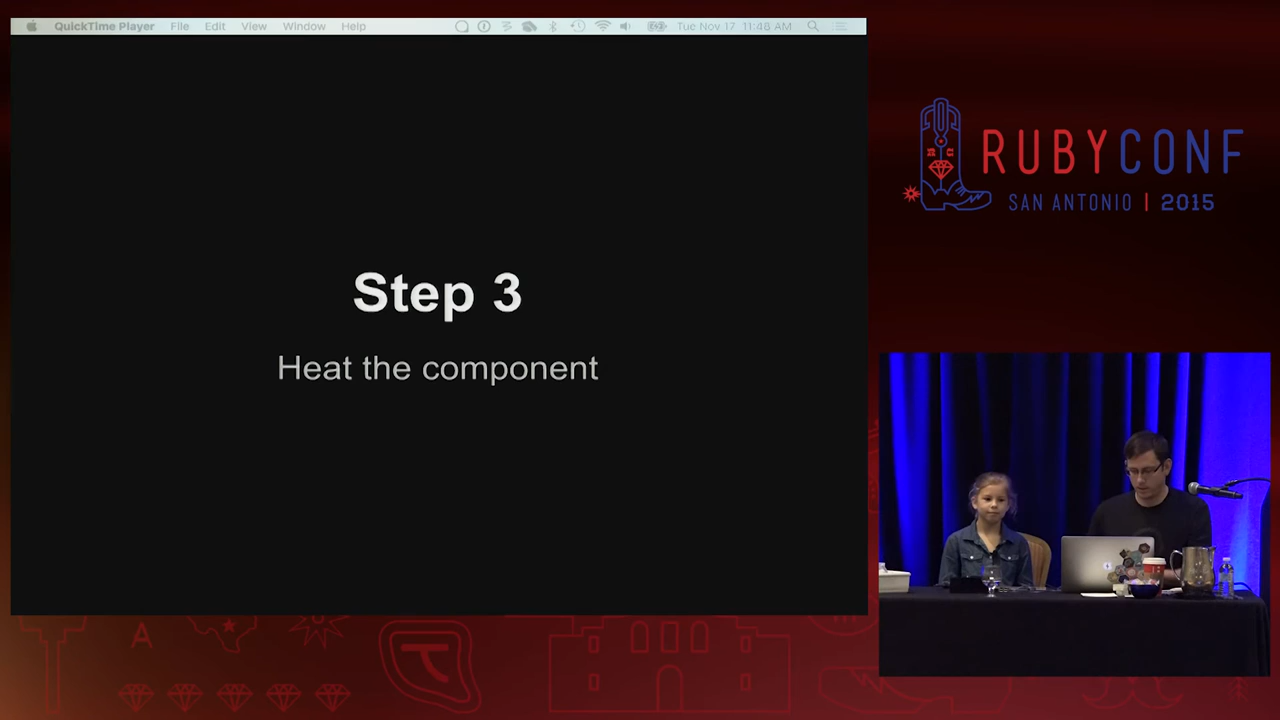 QuickTime Player File Edit View Window Help Tue Nov 17 11:46 AM
Step 3
Heat the component
RUBYCONF
SAN ANTONIO | 2015
A